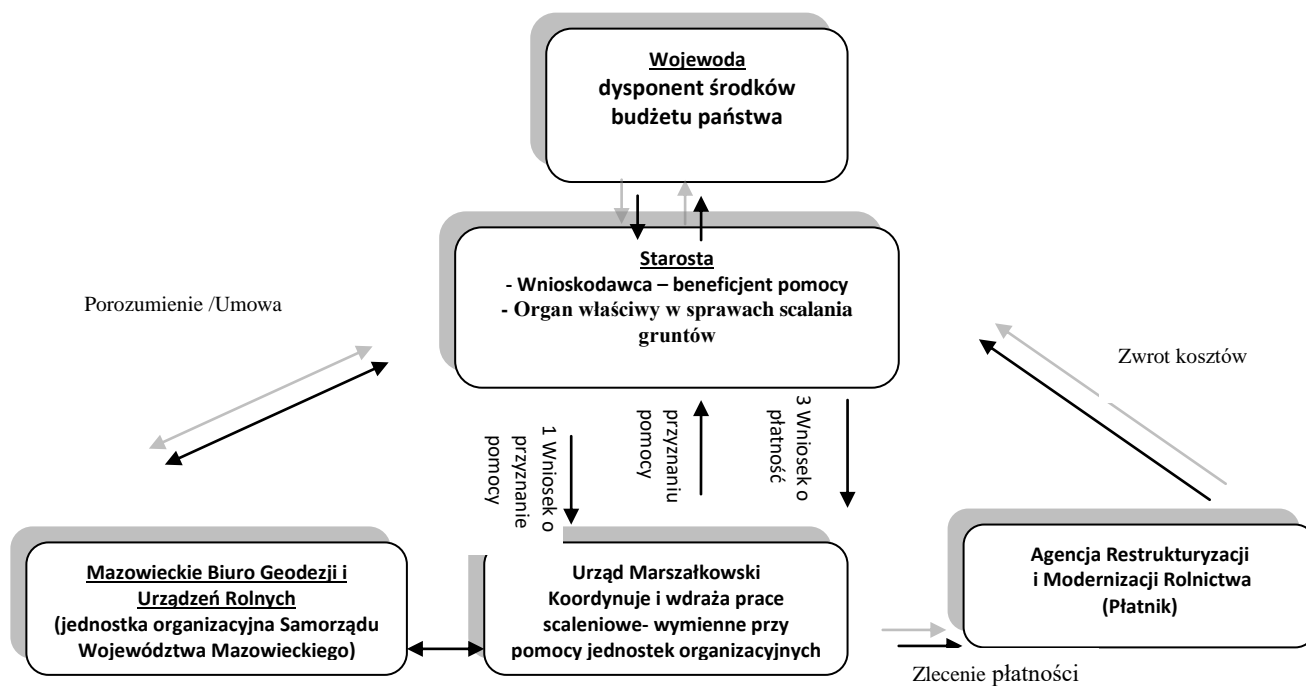 Wojewoda
dysponent środków
budżetu państwa
Starosta
- Wnioskodawca – beneficjent pomocy
- Organ właściwy w sprawach scalania
gruntów
Porozumienie /Umowa
Zwrot kosztów
1 Wniosek o
przyznanie
pomocy
przyznaniu
pomocy
3 Wniosek o
płatność
Mazowieckie Biuro Geodezji i
Urządzeń Rolnych
(jednostka organizacyjna Samorządu
Województwa Mazowieckiego)
Urząd Marszałkowski
Koordynuje i wdraża prace
scaleniowe- wymienne przy
pomocy jednostek organizacyjnych
Agencja Restrukturyzacji
i Modernizacji Rolnictwa
(Płatnik)
Zlecenie płatności